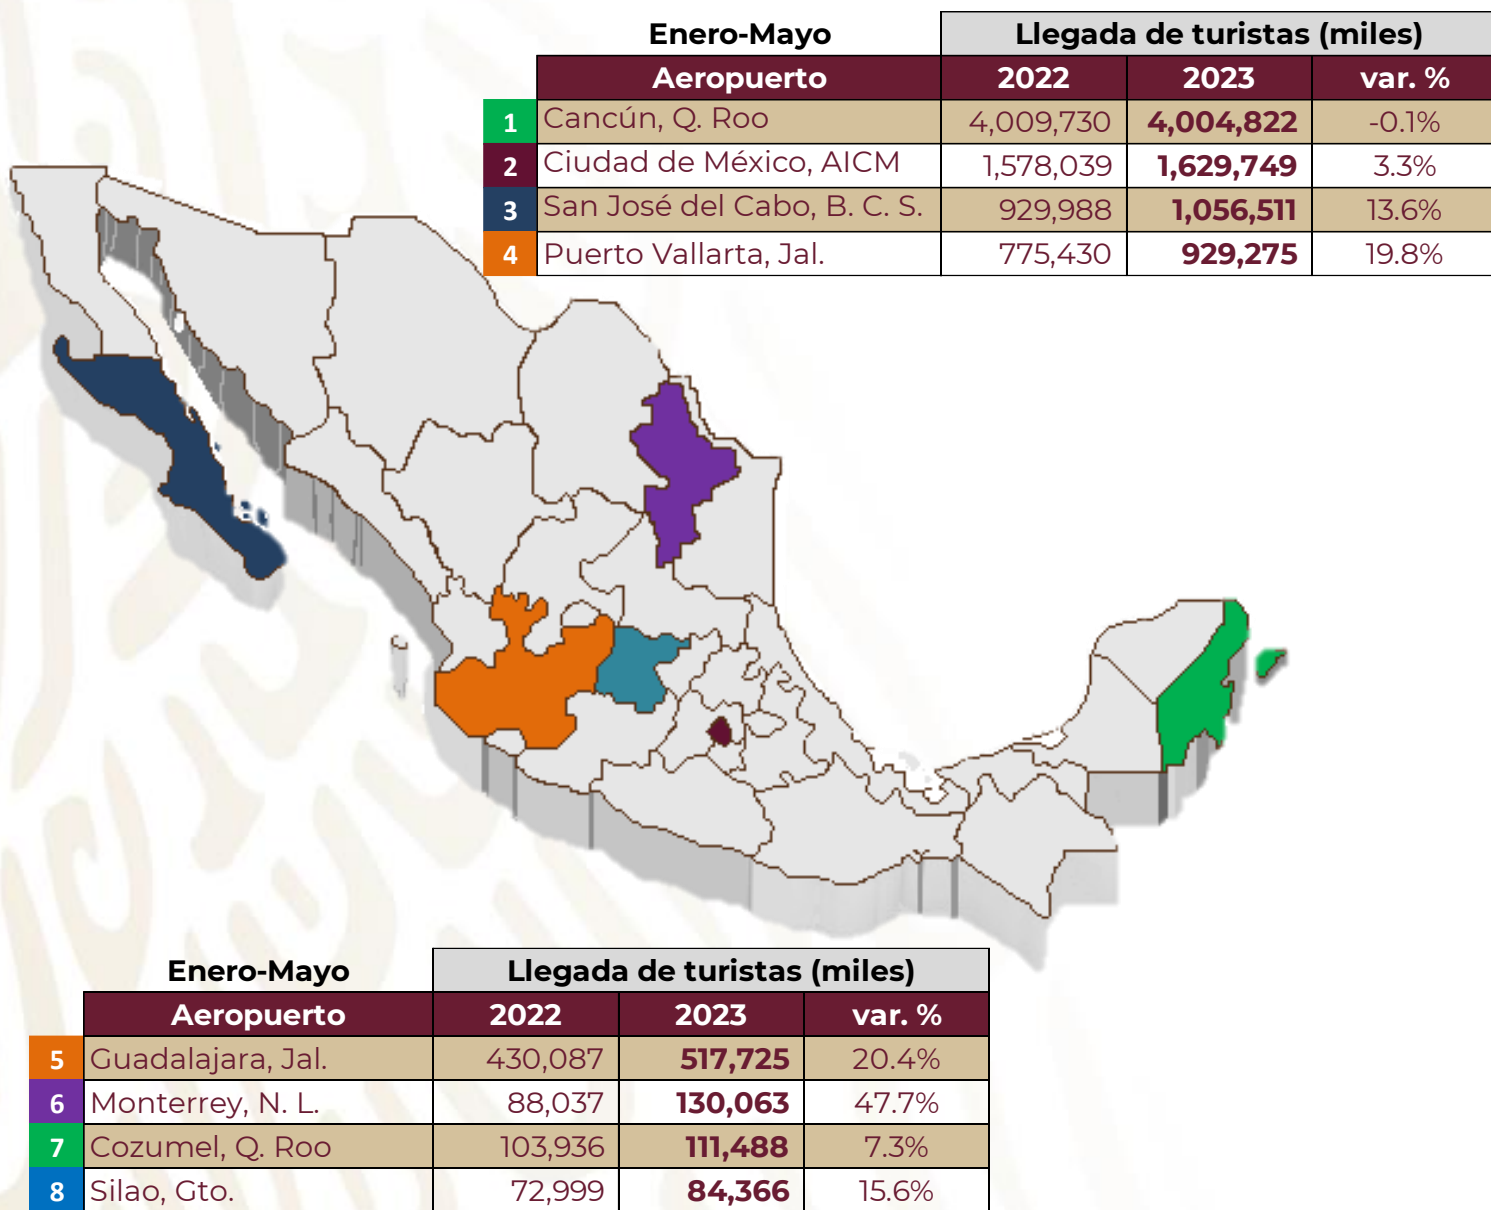 Enero-Mayo Llegada de turistas (miles)
Aeropuerto 2022 2023 var. %
1 Cancún, Q. Roo 4,009,730 4,004,822 -0.1%
2 Ciudad de México, AICM 1,578,039 1,629,749 3.3%
3 San José del Cabo, B. C. S. 929,988 1,056,511 13.6%
4 Puerto Vallarta, Jal. 775,430 929,275 19.8%
Enero-Mayo Llegada de turistas (miles)
Aeropuerto 2022 2023 var. %
5 Guadalajara, Jal. 430,087 517,725 20.4%
6 Monterrey, N. L. 88,037 130,063 47.7%
7 Cozumel, Q. Roo 103,936 111,488 7.3%
8 Silao, Gto. 72,999 84,366 15.6%